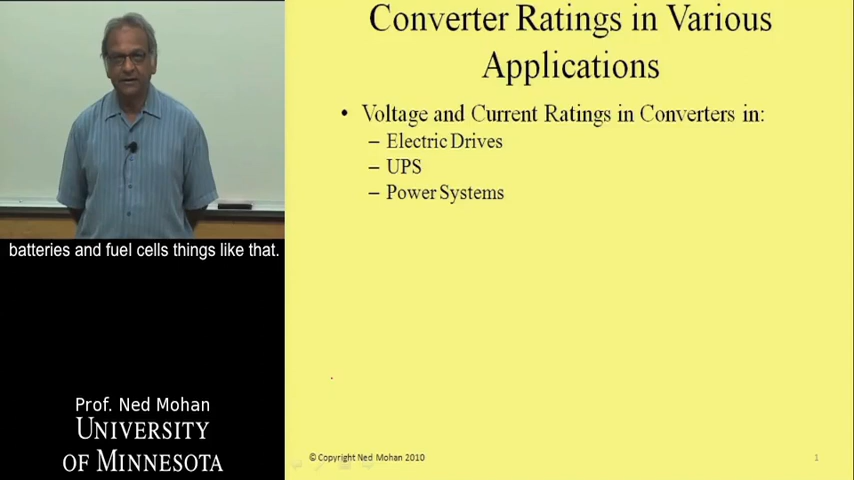 Converter Ratings in Various
Applications
• Voltage and Current Ratings in Converters in:
– Electric Drives
– UPS
– Power Systems
batteries and fuel cells things like that.
Prof. Ned Mohan
UNIVERSITY
OF MINNESOTA
© Copyright Ned Mohan 2010
1